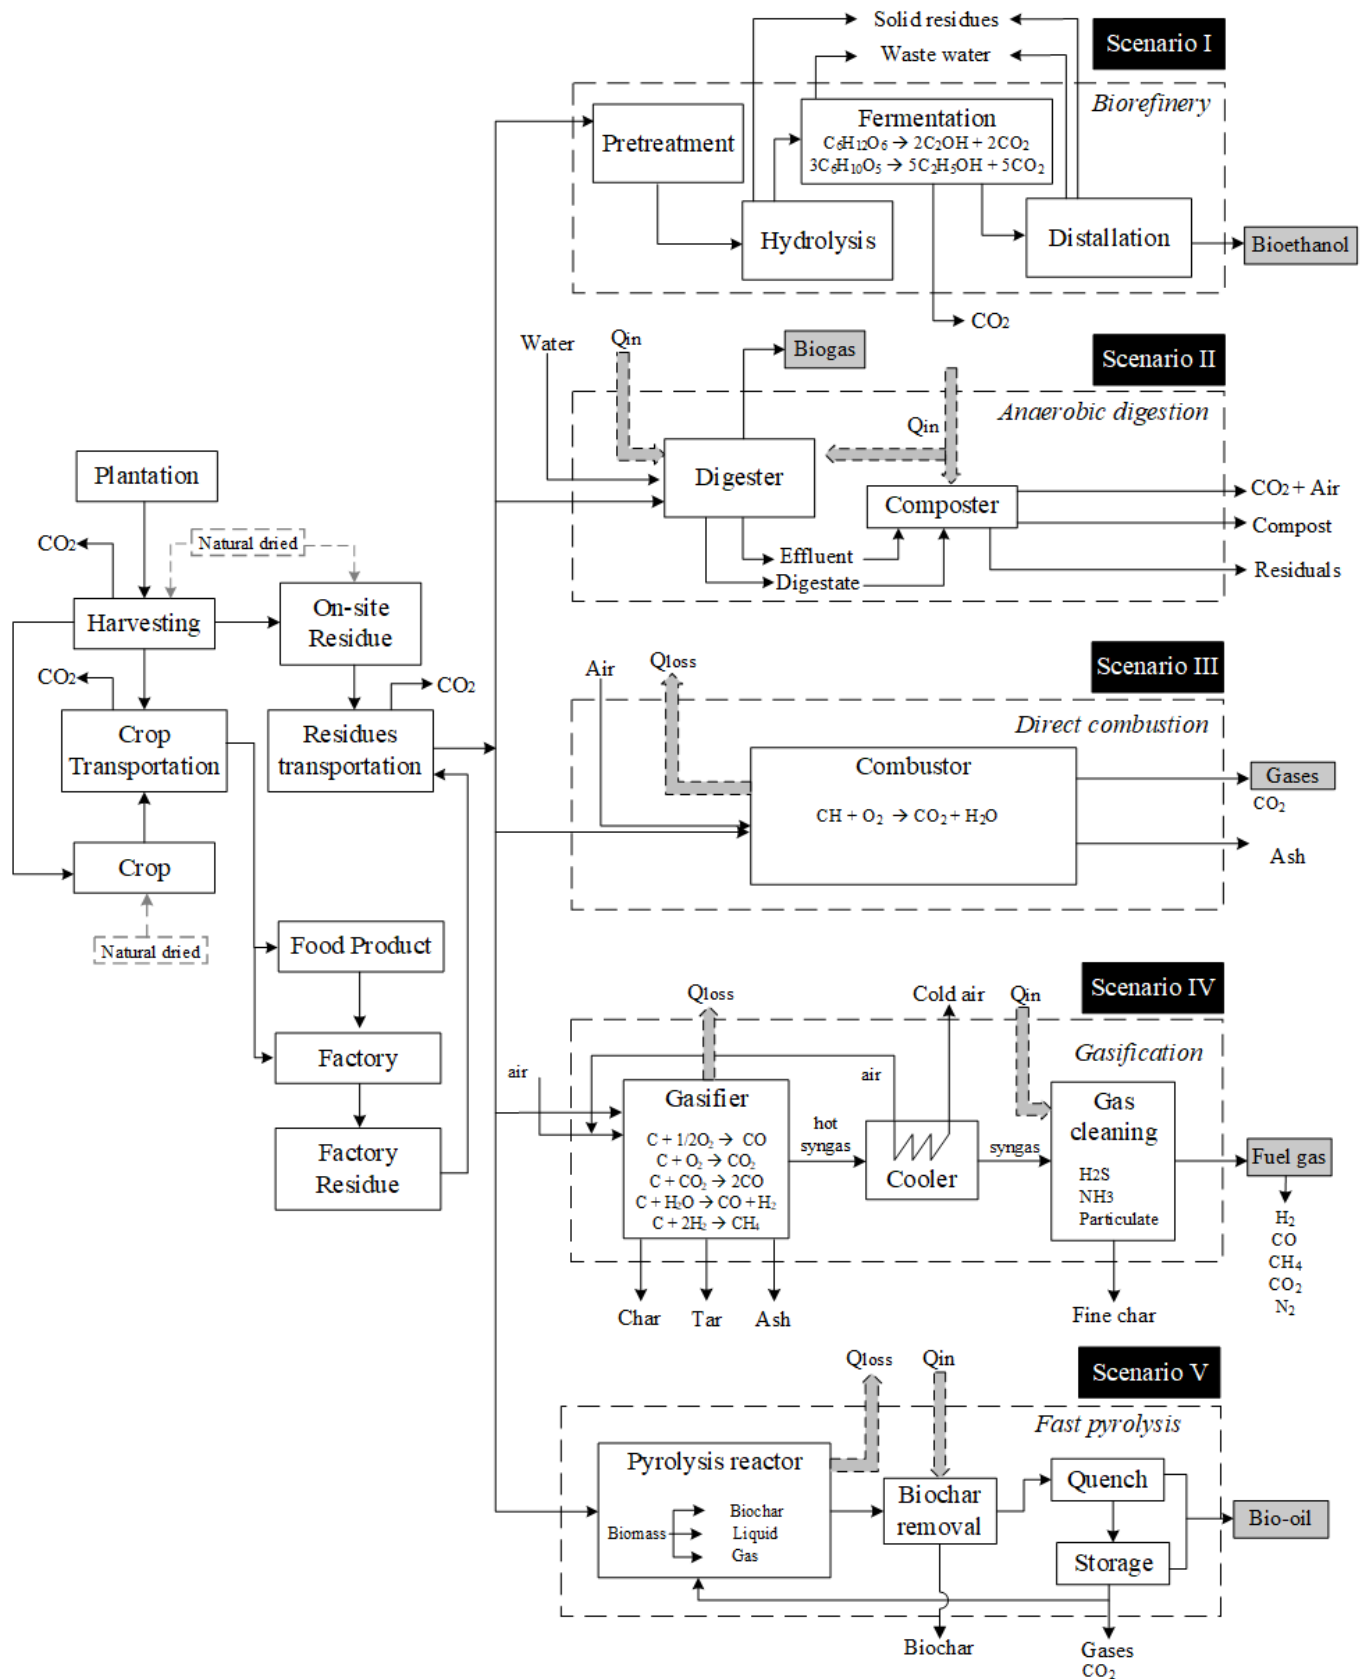 Solid residues
Waste water
Scenario I
Biorefinery
Pretreatment
Fermentation
C₆H₁₂O₆ → 2C₂OH + 2CO₂
3C₆H₁₀O₅ → 5C₂H₅OH + 5CO₂
Hydrolysis
Distallation
Bioethanol
CO₂
Water
Qin
Biogas
Scenario II
Anaerobic digestion
Qin
Digester
Composter
CO₂ + Air
Compost
Effluent
Digestate
Residuals
Plantation
CO₂
Natural dried
Harvesting
On-site
Residue
CO₂
CO₂
Crop
Transportation
Residues
transportation
Crop
Natural dried
Food Product
Factory
Factory
Residue
Air
Qloss
Scenario III
Direct combustion
Combustor
CH + O₂ → CO₂ + H₂O
Gases
CO₂
Ash
Qloss
Cold air
Qin
Scenario IV
Gasification
air
air
Gasifier
C + 1/2O₂ → CO
C + O₂ → CO₂
C + CO₂ → 2CO
C + H₂O → CO + H₂
C + 2H₂ → CH₄
hot
syngas
Cooler
syngas
Gas
cleaning
H2S
NH3
Particulate
Fuel gas
H₂
CO
CH₄
CO₂
N₂
Char
Tar
Ash
Fine char
Qloss
Qin
Scenario V
Fast pyrolysis
Pyrolysis reactor
Biomass
Biochar
Liquid
Gas
Biochar
removal
Quench
Storage
Bio-oil
Biochar
Gases
CO₂